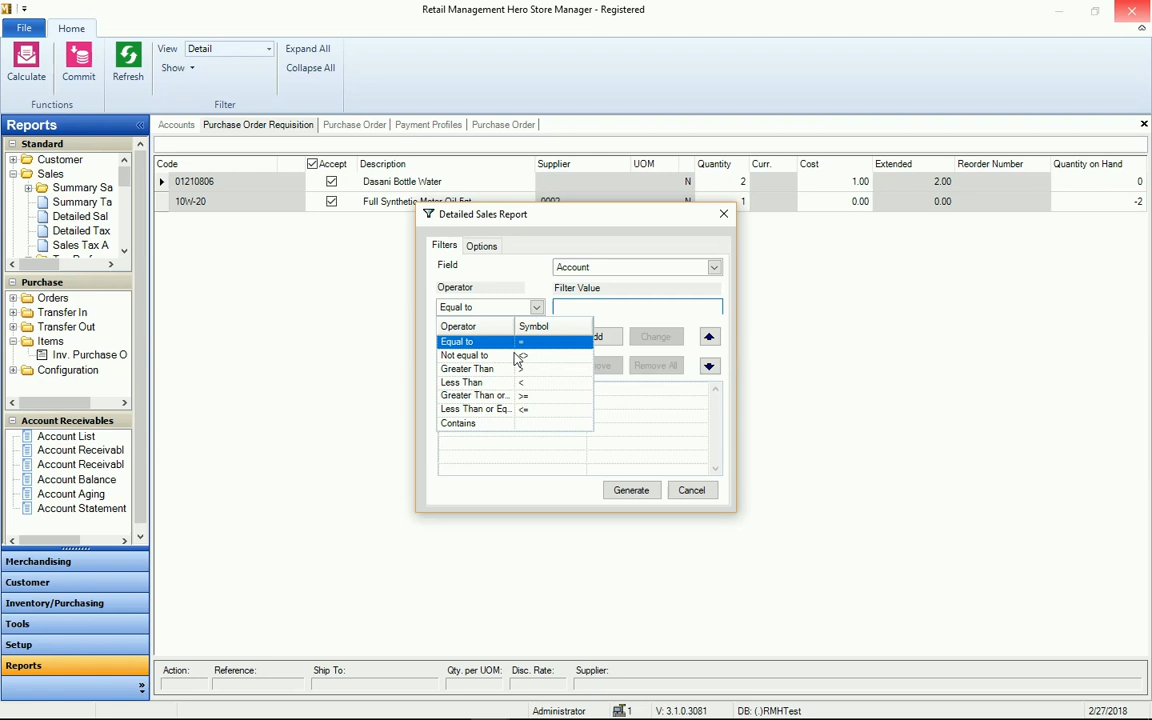 Retail Management Hero Store Manager - Registered
File Home
Calculate Commit Refresh
View Detail
Show
Expand All
Collapse All
Functions Filter
Reports
Accounts Purchase Order Requisition Purchase Order Payment Profiles Purchase Order
Standard
Customer
Sales
Summary Sa
Summary Ta
Detailed Sal
Detailed Tax
Sales Tax A
Code Accept Description Supplier UOM Quantity Curr. Cost Extended Reorder Number Quantity on Hand
01210806 Dasani Bottle Water N 2 1.00 2.00 0
10W-20 Full Synthetic Motor Oil Fat 0002 N 1 0.00 0.00 -2
Purchase
Orders
Transfer In
Transfer Out
Items
Inv. Purchase O
Configuration
Account Receivables
Account List
Account Receivabl
Account Receivabl
Account Balance
Account Aging
Account Statement
Merchandising
Customer
Inventory/Purchasing
Tools
Setup
Reports
Detailed Sales Report
Filters Options
Field Account
Operator Filter Value
Equal to
Operator Symbol
Equal to =
Not equal to <>
Greater Than >
Less Than <
Greater Than or... >=
Less Than or Eq... <=
Contains
dd Change
ove Remove All
Generate Cancel
Action: Reference: Ship To: Qty. per UOM: Disc. Rate: Supplier:
Administrator 1 V: 3.1.0.3081 DB: (.)RMHTest 2/27/2018